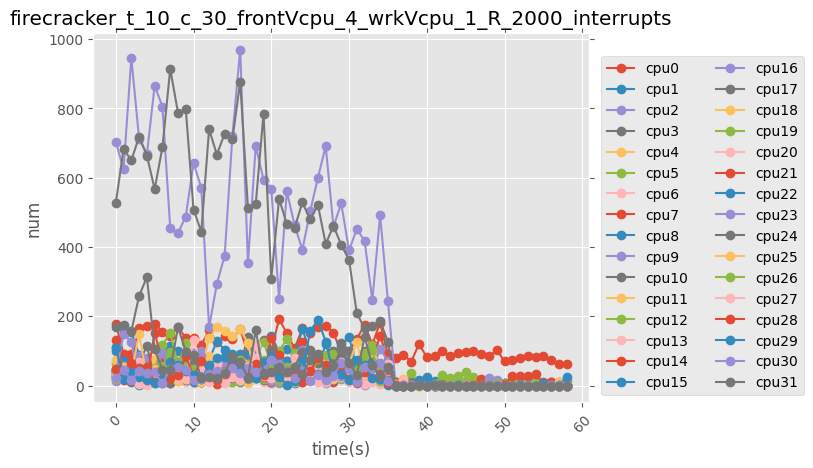 firecracker_t_10_c_30_frontVcpu_4_wrkVcpu_1_R_2000_interrupts
1000
800
600
400
200
0
num
0
10
20
30
40
50
60
time(s)
cpu0
cpu1
cpu2
cpu3
cpu4
cpu5
cpu6
cpu7
cpu8
cpu9
cpu10
cpu11
cpu12
cpu13
cpu14
cpu15
cpu16
cpu17
cpu18
cpu19
cpu20
cpu21
cpu22
cpu23
cpu24
cpu25
cpu26
cpu27
cpu28
cpu29
cpu30
cpu31